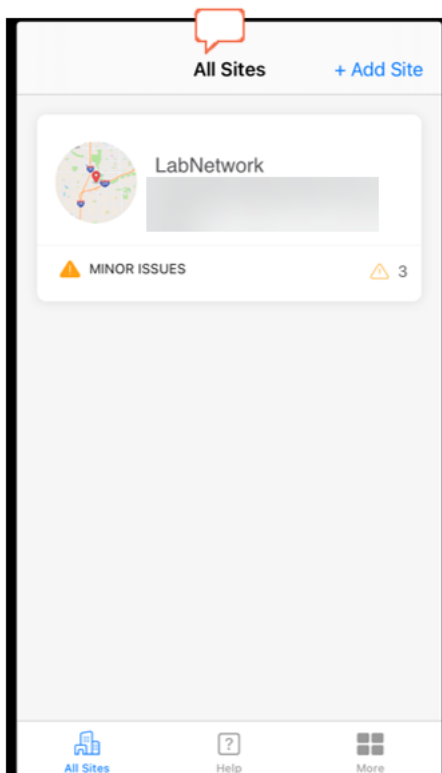 All Sites
+ Add Site
LabNetwork
MINOR ISSUES
3
?
All Sites
Help
More